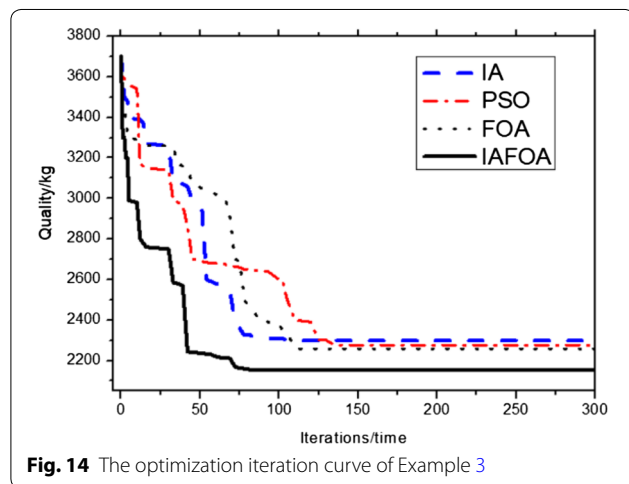 3800
3600
3400
3200
3000
2800
2600
2400
2200
Quality/kg
IA
PSO
FOA
IAFOA
0 50 100 150 200 250 300
Iterations/time
Fig. 14 The optimization iteration curve of Example 3